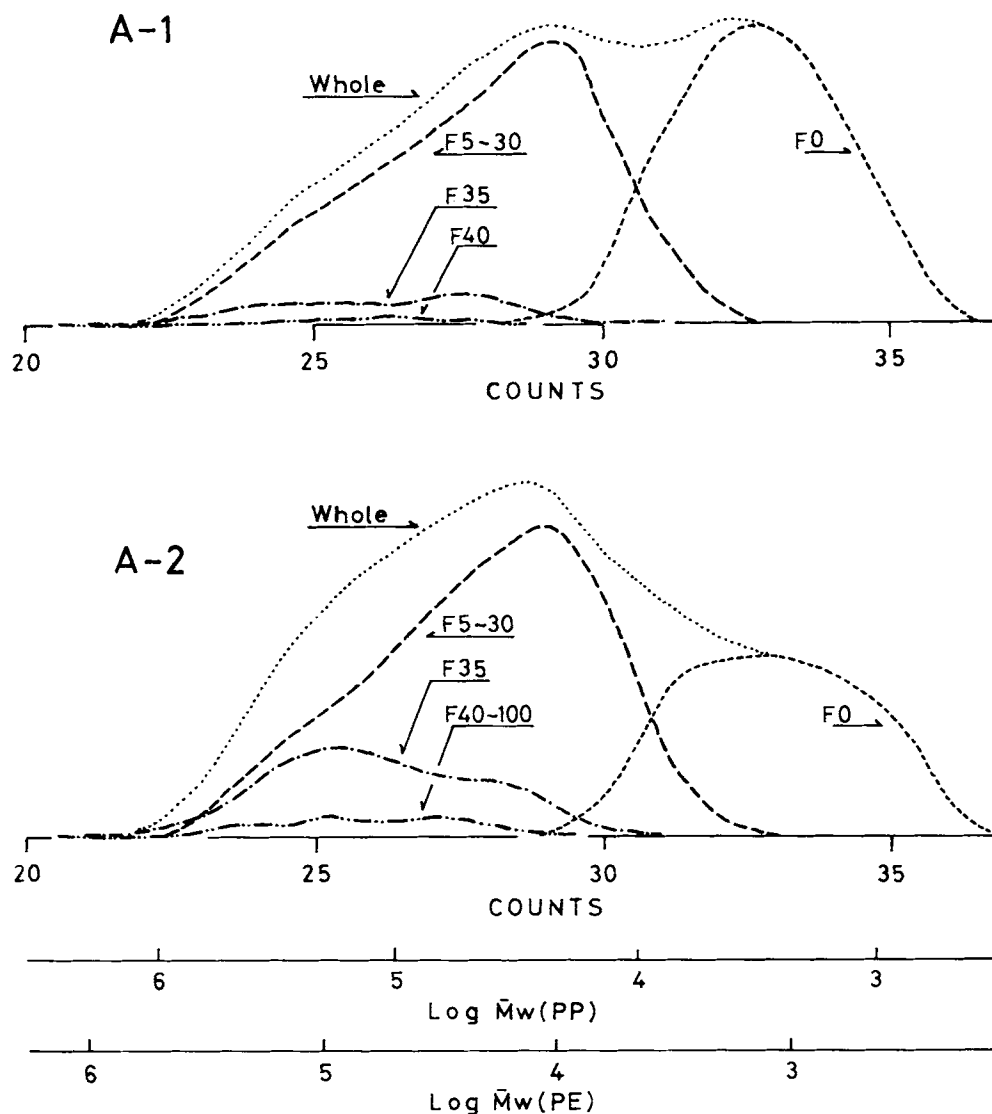 A-1
Whole
F5~30
F0
F35
F40
20 25 30 35
COUNTS
Whole
A-2
F5-30
F35
F40-100
F0
20 25 30 35
COUNTS
6 5 4 3
Log M̄w(PP)
6 5 4 3
Log M̄w(PE)